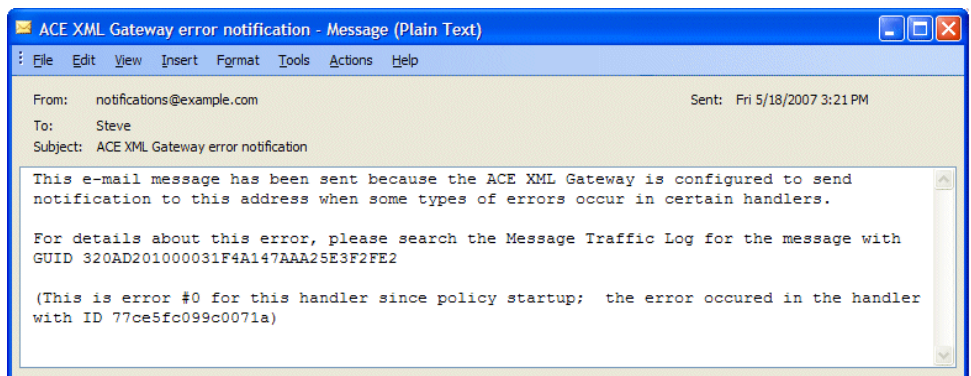 ACE XML Gateway error notification - Message (Plain Text)
File Edit View Insert Format Tools Actions Help
From: notifications@example.com Sent: Fri 5/18/2007 3:21 PM
To: Steve
Subject: ACE XML Gateway error notification
This e-mail message has been sent because the ACE XML Gateway is configured to send
notification to this address when some types of errors occur in certain handlers.
For details about this error, please search the Message Traffic Log for the message with
GUID 320AD201000031F4A147AAA25E3F2FE2
(This is error #0 for this handler since policy startup;  the error occured in the handler
with ID 77ce5fc099c0071a)